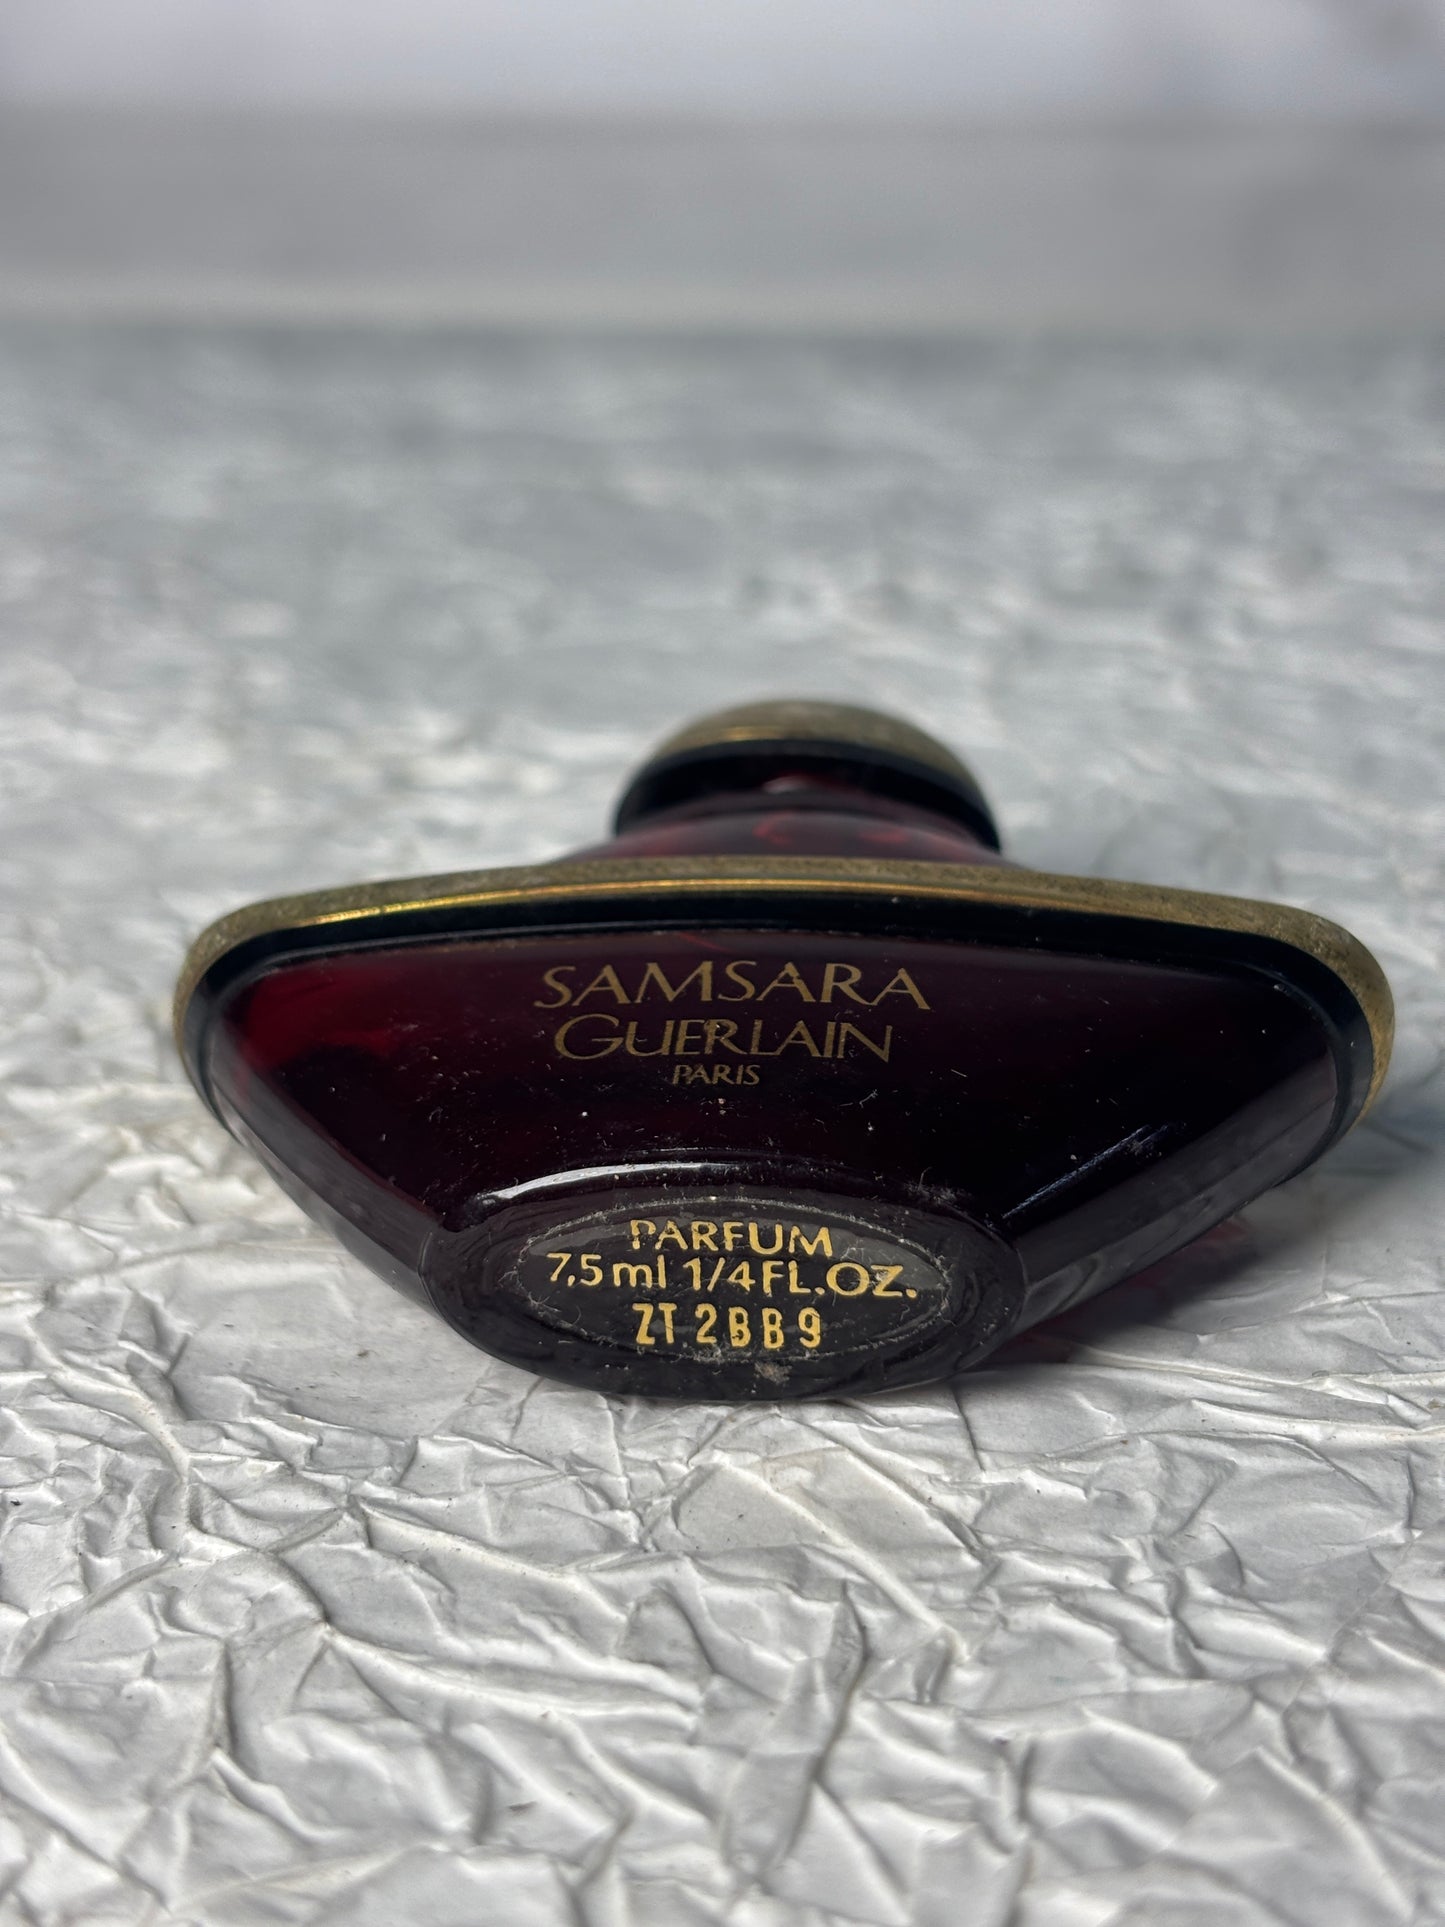 SAMSARA
GUERLAIN
PARIS
PARFUM
7,5 ml 1/4 FL.OZ.
ZT 2BB9